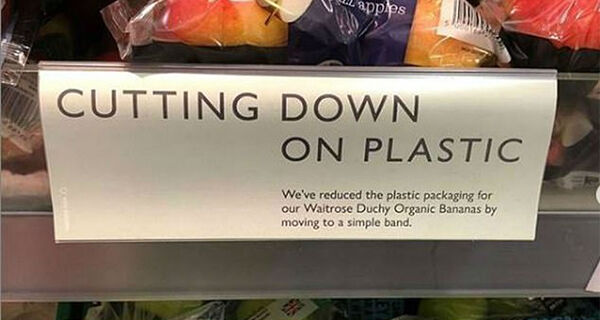 apples
CUTTING DOWN
ON PLASTIC
We've reduced the plastic packaging for
our Waitrose Duchy Organic Bananas by
moving to a simple band.